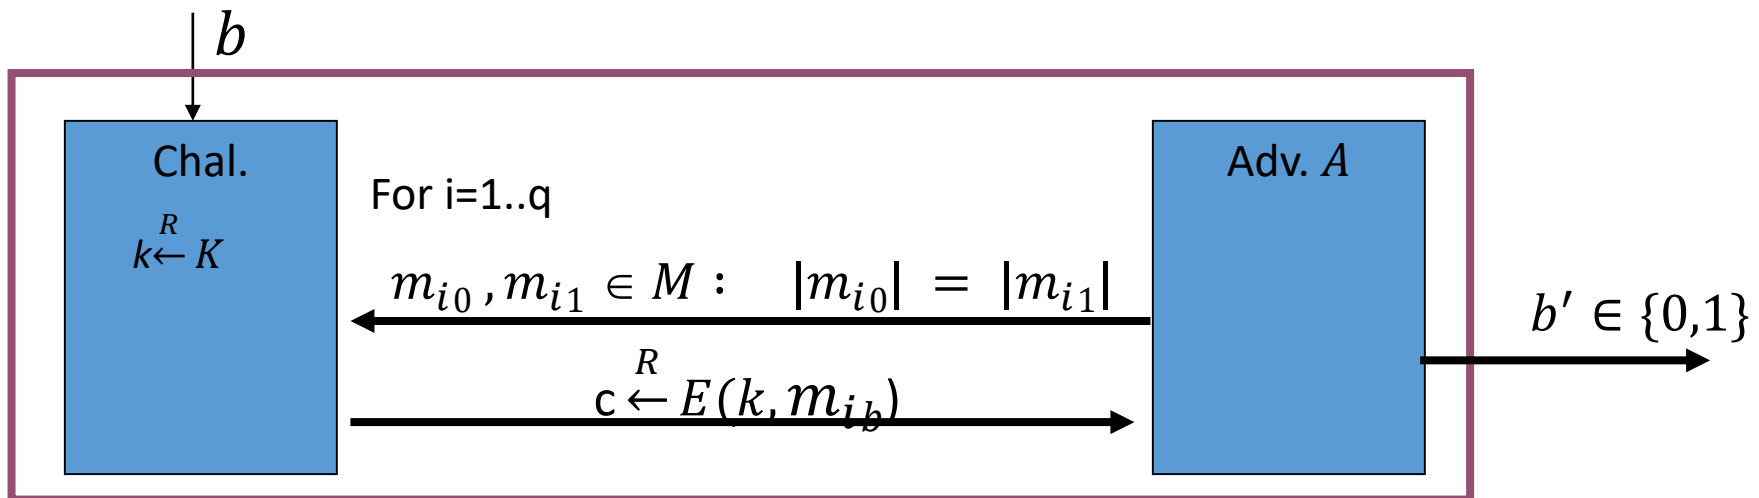 b
Chal.
k ←R K
For i=1..q
m_{i0} , m_{i1} ∈ M : |m_{i0}| = |m_{i1}|
c ←R E(k, m_{ib})
Adv. A
b′ ∈ {0,1}